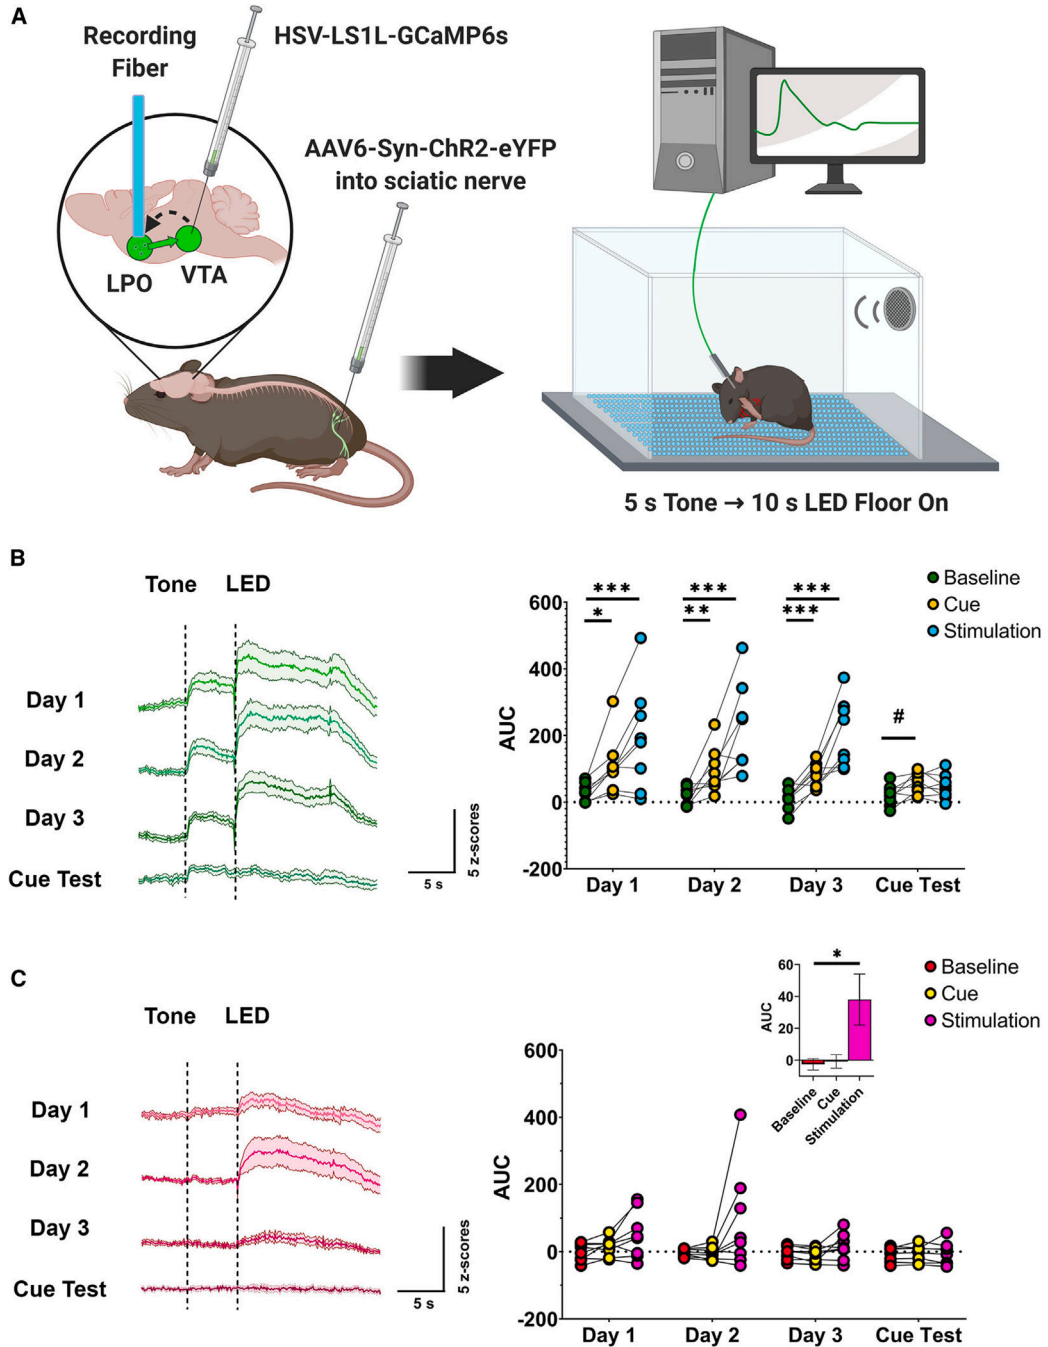 A
Recording
Fiber
HSV-LS1L-GCaMP6s
AAV6-Syn-ChR2-eYFP
into sciatic nerve
LPO
VTA
5 s Tone → 10 s LED Floor On
B
Tone
LED
Day 1
Day 2
Day 3
Cue Test
5 s
5 z-scores
Baseline
Cue
Stimulation
600
400
200
0
-200
AUC
***
*
***
**
***
***
#
Day 1
Day 2
Day 3
Cue Test
C
Tone
LED
Day 1
Day 2
Day 3
Cue Test
5 s
5 z-scores
60
40
20
0
AUC
*
Baseline
Cue
Stimulation
Baseline
Cue
Stimulation
600
400
200
0
-200
AUC
Day 1
Day 2
Day 3
Cue Test